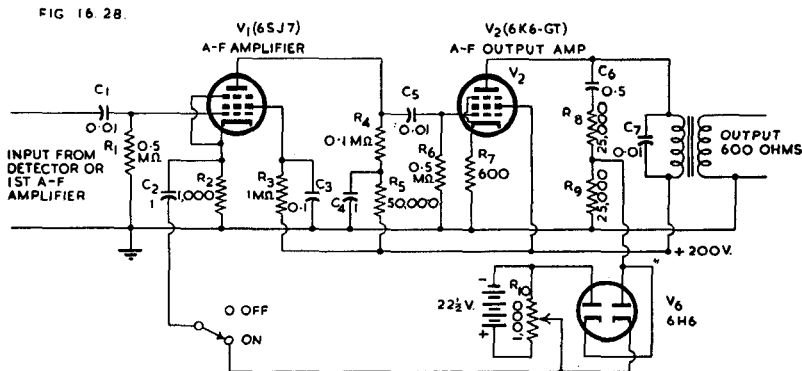 FIG 16.28.
V1(6SJ7)
A-F AMPLIFIER
V2(6K6-GT)
A-F OUTPUT AMP
V2
C1
0.01
R1
0.5
MΩ
INPUT FROM
DETECTOR OR
1ST A-F
AMPLIFIER
C2
1
R2
1,000
R3
1MΩ
C3
0.1
R4
0.1MΩ
C4
1
R5
50,000
C5
0.01
R6
0.5
MΩ
R7
600
C6
0.5
R8
25,000
R9
25,000
C7
0.01
OUTPUT
600 OHMS
+200V.
O OFF
ON
-
22½V.
+
R10
1,000
V6
6H6